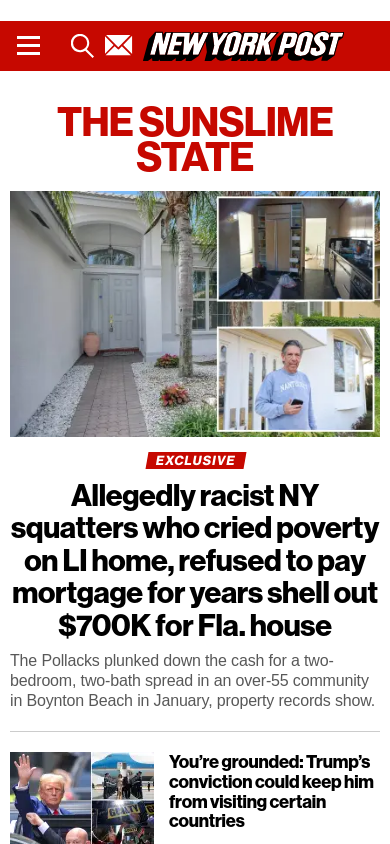 NEW YORK POST
THE SUNSLIME
STATE
EXCLUSIVE
Allegedly racist NY
squatters who cried poverty
on LI home, refused to pay
mortgage for years shell out
$700K for Fla. house
The Pollacks plunked down the cash for a two-
bedroom, two-bath spread in an over-55 community
in Boynton Beach in January, property records show.
You’re grounded: Trump’s
conviction could keep him
from visiting certain
countries